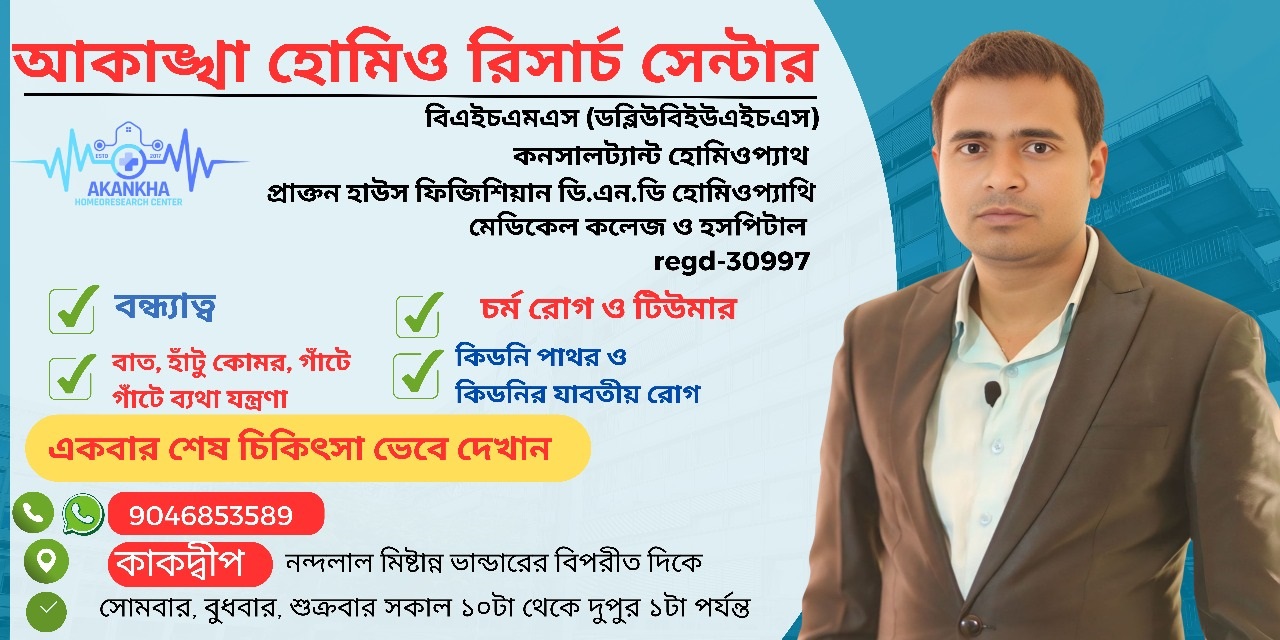 আকাঙ্খা হোমিও রিসার্চ সেন্টার
বিএইচএমএস (ডব্লিউবিইউএইচএস)
কনসালট্যান্ট হোমিওপ্যাথ
প্রাক্তন হাউস ফিজিশিয়ান ডি.এন.ডি হোমিওপ্যাথি
মেডিকেল কলেজ ও হসপিটাল
regd-30997
ESTD 2017
AKANKHA
HOMEORESEARCH CENTER
বন্ধ্যাত্ব
চর্ম রোগ ও টিউমার
বাত, হাঁটু কোমর, গাঁটে
গাঁটে ব্যথা যন্ত্রণা
কিডনি পাথর ও
কিডনির যাবতীয় রোগ
একবার শেষ চিকিৎসা ভেবে দেখান
9046853589
কাকদ্বীপ নন্দলাল মিষ্টান্ন ভান্ডারের বিপরীত দিকে
সোমবার, বুধবার, শুক্রবার সকাল ১০টা থেকে দুপুর ১টা পর্যন্ত